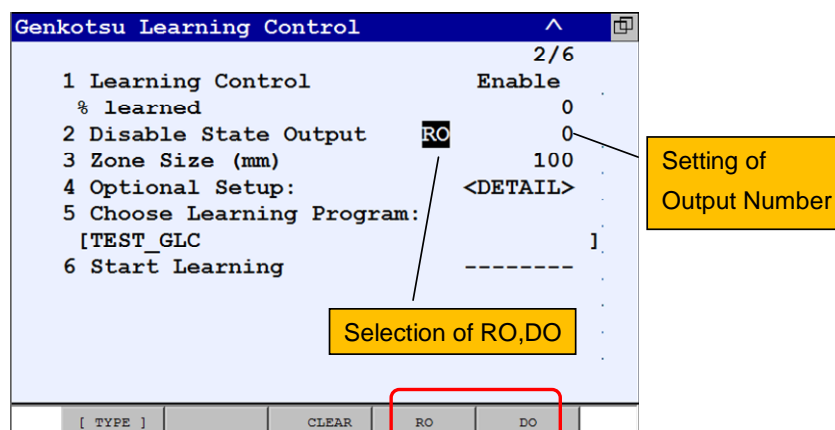 Genkotsu Learning Control ^
2/6
1 Learning Control Enable
% learned 0
2 Disable State Output RO 0
3 Zone Size (mm) 100
4 Optional Setup: <DETAIL>
5 Choose Learning Program:
[TEST_GLC ]
6 Start Learning --------
Setting of
Output Number
Selection of RO,DO
[ TYPE ] CLEAR RO DO